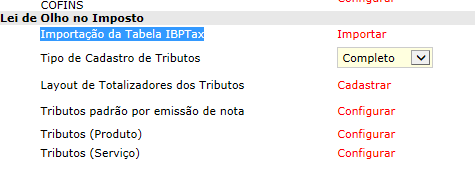 COFINS Configurar
Lei de Olho no Imposto
Importação da Tabela IBPTax Importar
Tipo de Cadastro de Tributos Completo
Layout de Totalizadores dos Tributos Cadastrar
Tributos padrão por emissão de nota Configurar
Tributos (Produto) Configurar
Tributos (Serviço) Configurar